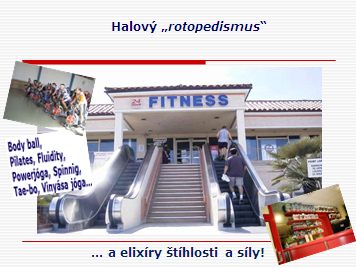 Halový „rotopedismus“
FITNESS
Body ball,
Pilates, Fluidity,
Powerjóga, Spinnig,
Tae-bo, Vinyása jóga...
... a elixíry štíhlosti a síly!